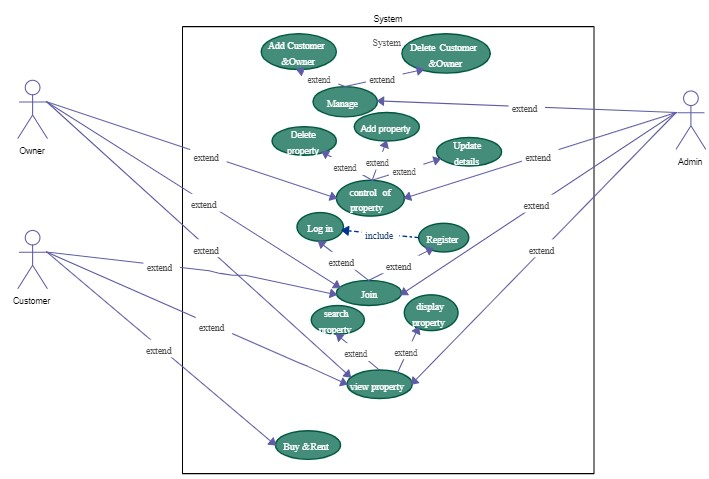 System
Add Customer
&Owner
System
Delete Customer
&Owner
extend
extend
Manage
extend
Add property
Delete
property
Update
details
extend
extend
extend
Owner
extend
extend
Admin
control of
property
extend
extend
Log in
include
Register
extend
extend
extend
extend
extend
Customer
Join
search
property
display
property
extend
extend
extend
extend
view property
Buy &Rent